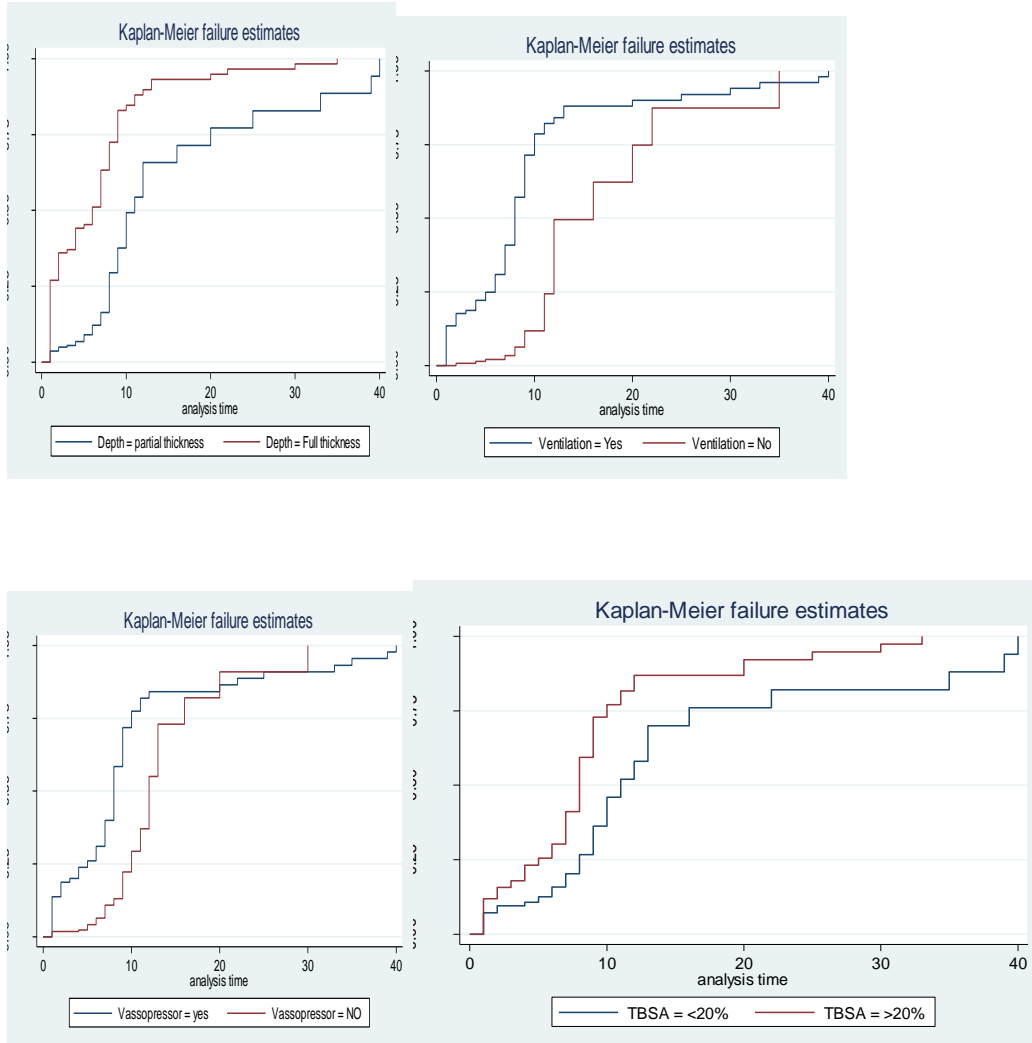 Kaplan-Meier failure estimates
0 10 20 30 40
analysis time
Depth = partial thickness Depth = Full thickness
Kaplan-Meier failure estimates
0 10 20 30 40
analysis time
Ventilation = Yes Ventilation = No
Kaplan-Meier failure estimates
0 10 20 30 40
analysis time
Vassopressor = yes Vassopressor = NO
Kaplan-Meier failure estimates
0 10 20 30 40
analysis time
TBSA = <20% TBSA = >20%